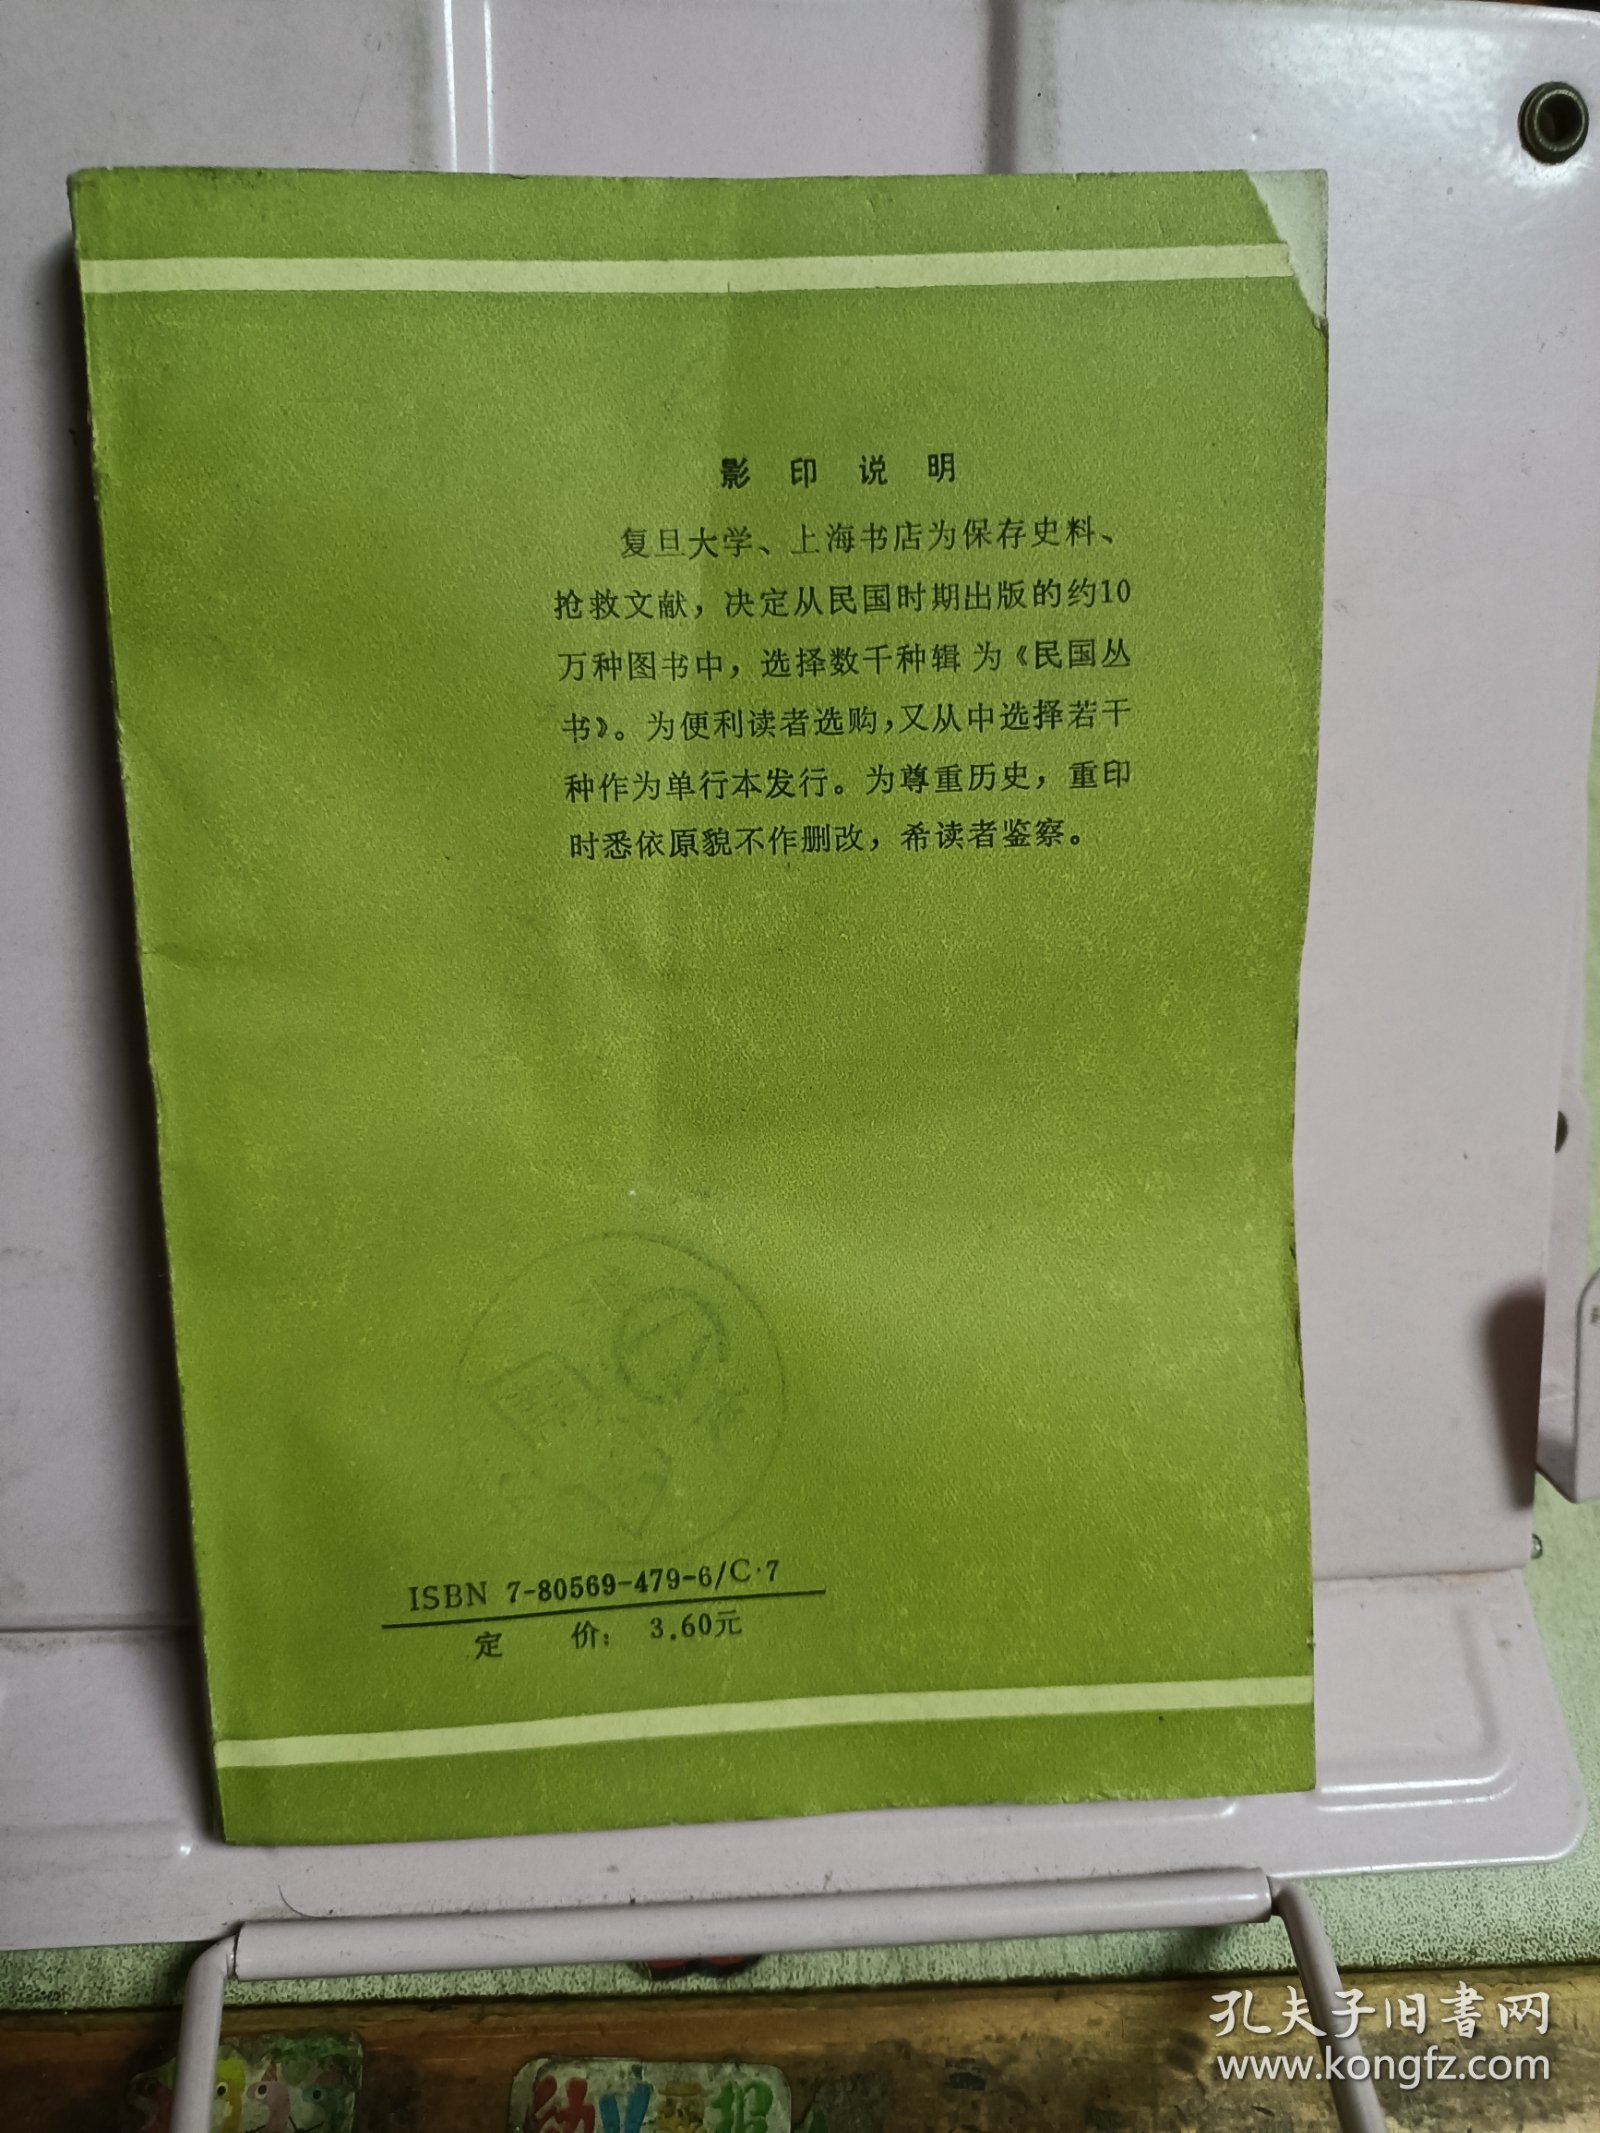 影印说明
复旦大学、上海书店为保存史料、
抢救文献，决定从民国时期出版的约10
万种图书中，选择数千种辑为《民国丛
书》。为便利读者选购，又从中选择若干
种作为单行本发行。为尊重历史，重印
时悉依原貌不作删改，希读者鉴察。
ISBN 7-80569-479-6/C·7
定 价：3.60元
孔夫子旧書网
www.kongfz.com